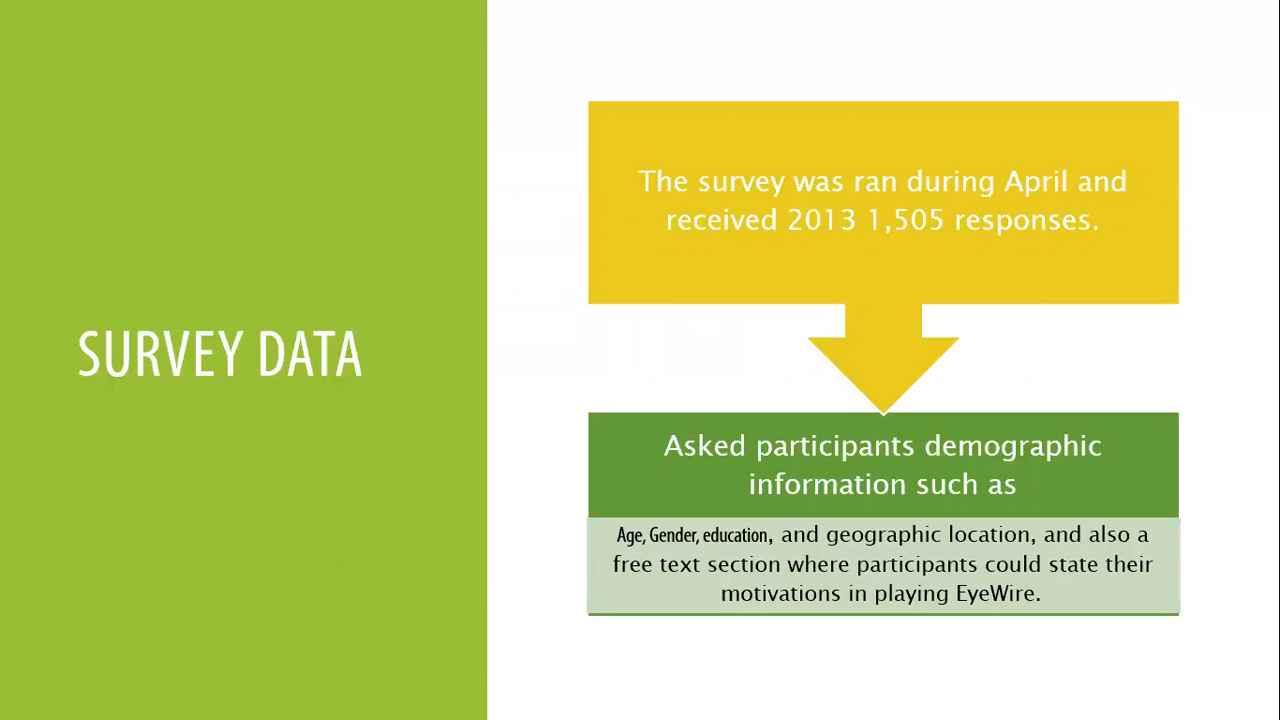 SURVEY DATA
The survey was ran during April and
received 2013 1,505 responses.
Asked participants demographic
information such as
Age, Gender, education, and geographic location, and also a
free text section where participants could state their
motivations in playing EyeWire.